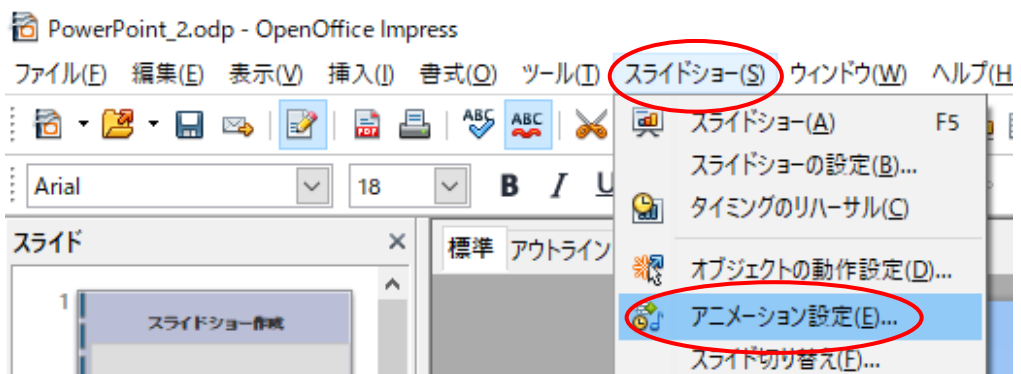 PowerPoint_2.odp - OpenOffice Impress
ファイル(F) 編集(E) 表示(V) 挿入(I) 書式(O) ツール(T) スライドショー(S) ウィンドウ(W) ヘルプ(H
PDF ABC ABC
スライドショー(A) F5
Arial 18 B I U
スライドショーの設定(B)...
タイミングのリハーサル(C)
スライド × 標準 アウトライン
オブジェクトの動作設定(D)...
1 スライドショー作成
アニメーション設定(E)...
スライド切り替え(F)...